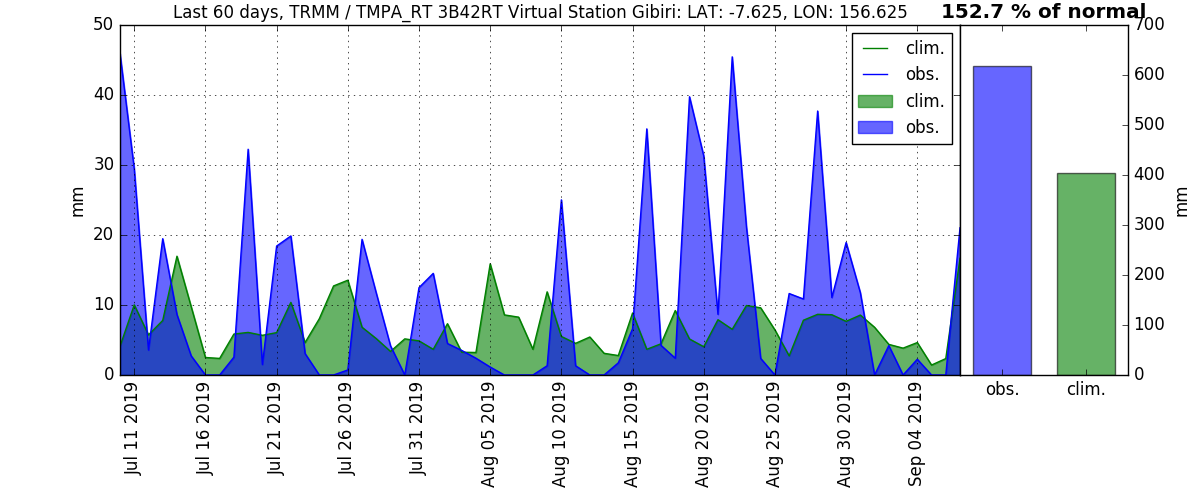 Last 60 days, TRMM / TMPA_RT 3B42RT Virtual Station Gibiri: LAT: -7.625, LON: 156.625
152.7 % of normal
50
40
30
20
10
0
mm
clim.
obs.
clim.
obs.
700
600
500
400
300
200
100
0
mm
obs.
clim.
Jul 11 2019
Jul 16 2019
Jul 21 2019
Jul 26 2019
Jul 31 2019
Aug 05 2019
Aug 10 2019
Aug 15 2019
Aug 20 2019
Aug 25 2019
Aug 30 2019
Sep 04 2019